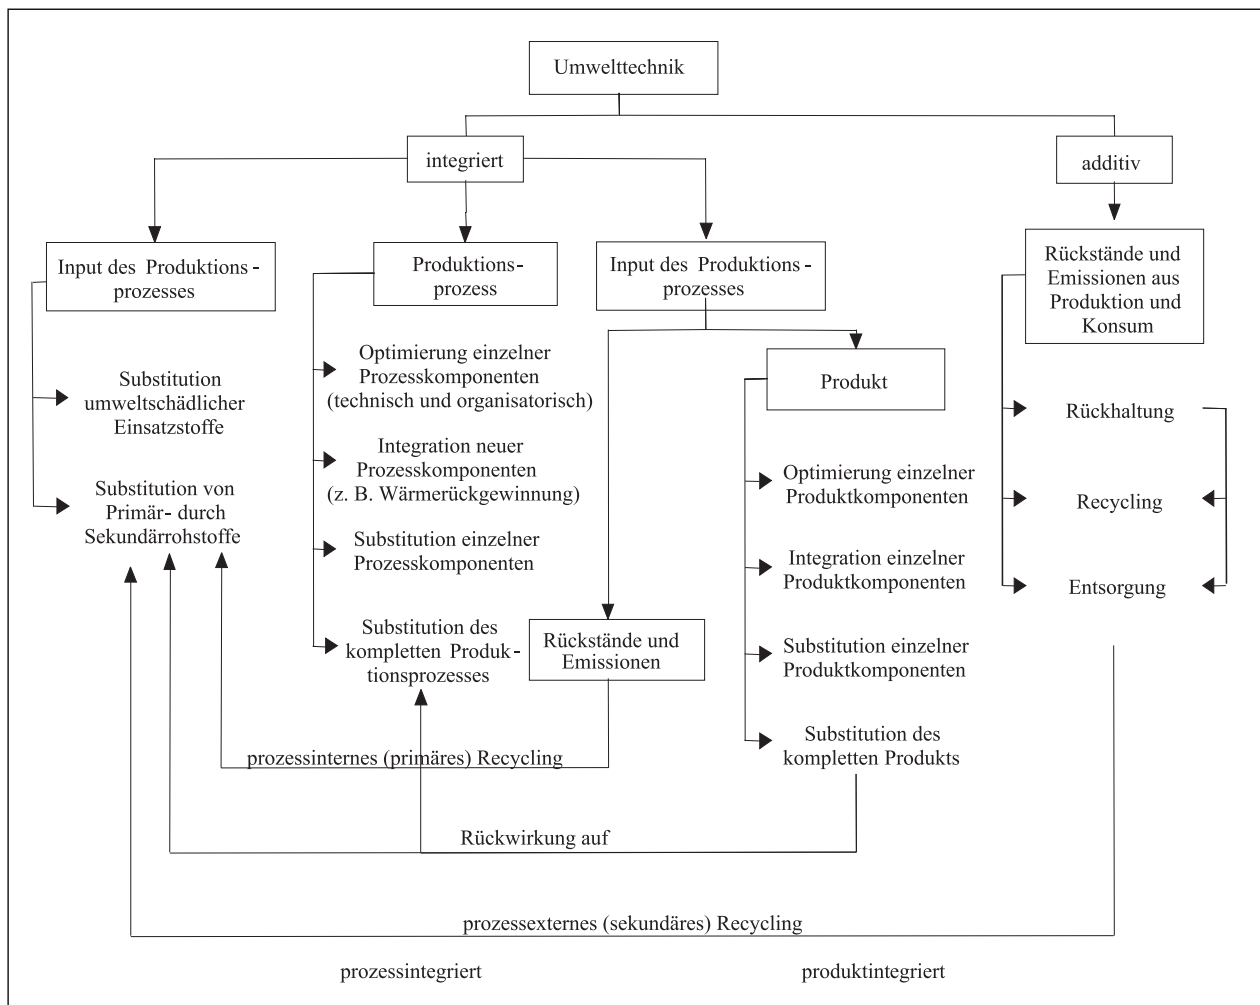 Umwelttechnik
integriert
additiv
Input des Produktions-
prozesses
Produktions-
prozess
Input des Produktions-
prozesses
Rückstände und
Emissionen aus
Produktion und
Konsum
Substitution
umweltschädlicher
Einsatzstoffe
Substitution von
Primär- durch
Sekundärrohstoffe
Optimierung einzelner
Prozesskomponenten
(technisch und organisatorisch)
Integration neuer
Prozesskomponenten
(z. B. Wärmerückgewinnung)
Substitution einzelner
Prozesskomponenten
Substitution des
kompletten Produk-
tionsprozesses
Rückstände und
Emissionen
Produkt
Optimierung einzelner
Produktkomponenten
Integration einzelner
Produktkomponenten
Substitution einzelner
Produktkomponenten
Substitution des
kompletten Produkts
Rückhaltung
Recycling
Entsorgung
prozessinternes (primäres) Recycling
Rückwirkung auf
prozessexternes (sekundäres) Recycling
prozessintegriert
produktintegriert